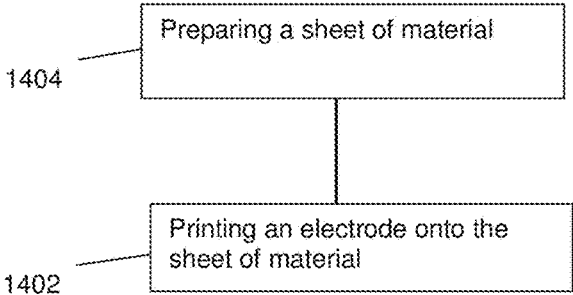 Preparing a sheet of material
1404
Printing an electrode onto the
sheet of material
1402